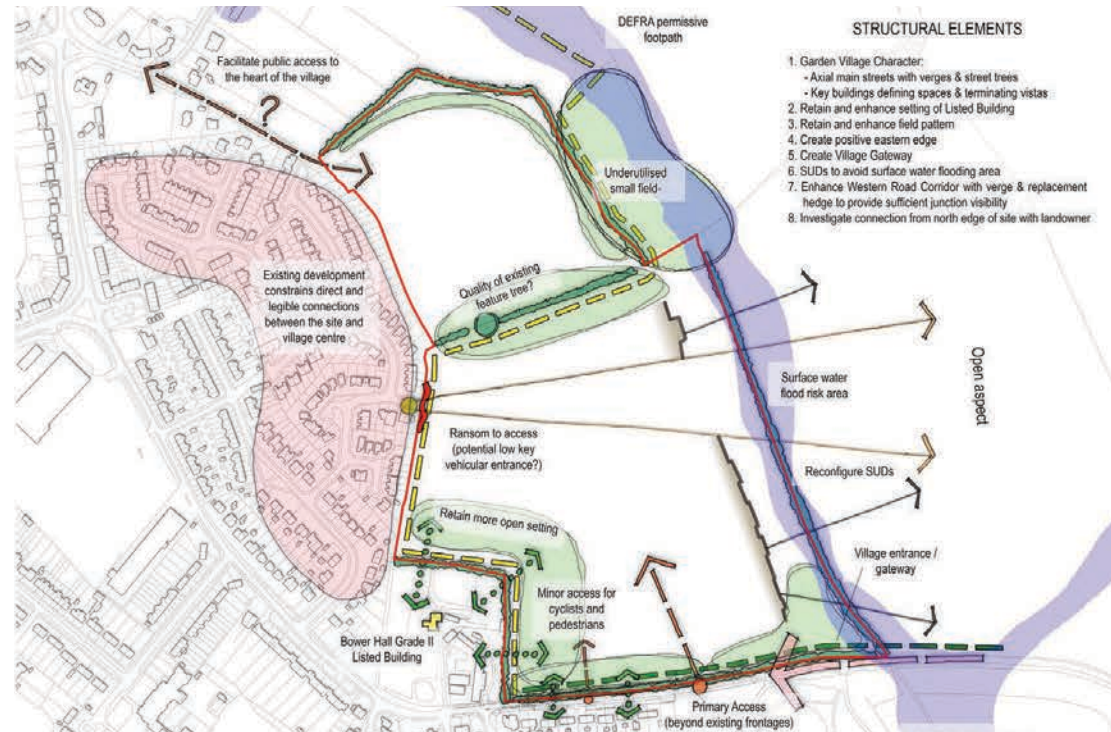 DEFRA permissive
footpath
STRUCTURAL ELEMENTS
1. Garden Village Character:
- Axial main streets with verges & street trees
- Key buildings defining spaces & terminating vistas
2. Retain and enhance setting of Listed Building
3. Retain and enhance field pattern
4. Create positive eastern edge
5. Create Village Gateway
6. SUDs to avoid surface water flooding area
7. Enhance Western Road Corridor with verge & replacement
hedge to provide sufficient junction visibility
8. Investigate connection from north edge of site with landowner
Facilitate public access to
the heart of the village
?
Underutilised
small field-
Existing development
constrains direct and
legible connections
between the site and
village centre
Quality of existing
feature tree?
Surface water
flood risk area
Open aspect
Ransom to access
(potential low key
vehicular entrance?)
Reconfigure SUDs
Retain more open setting
Village entrance /
gateway
Minor access for
cyclists and
pedestrians
Bower Hall Grade II
Listed Building
Primary Access
(beyond existing frontages)